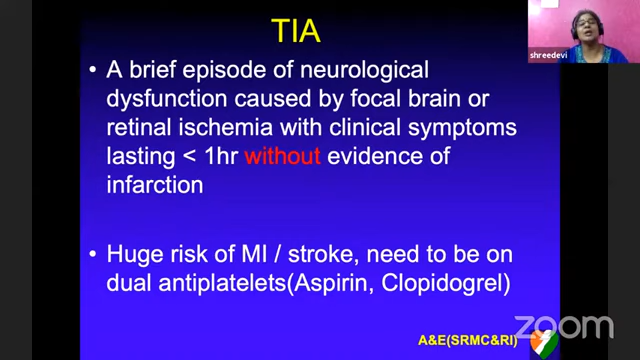 TIA
• A brief episode of neurological
dysfunction caused by focal brain or
retinal ischemia with clinical symptoms
lasting < 1hr without evidence of
infarction
• Huge risk of MI / stroke, need to be on
dual antiplatelets(Aspirin, Clopidogrel)
A&E(SRMC&RI)
shreedevi
zoom